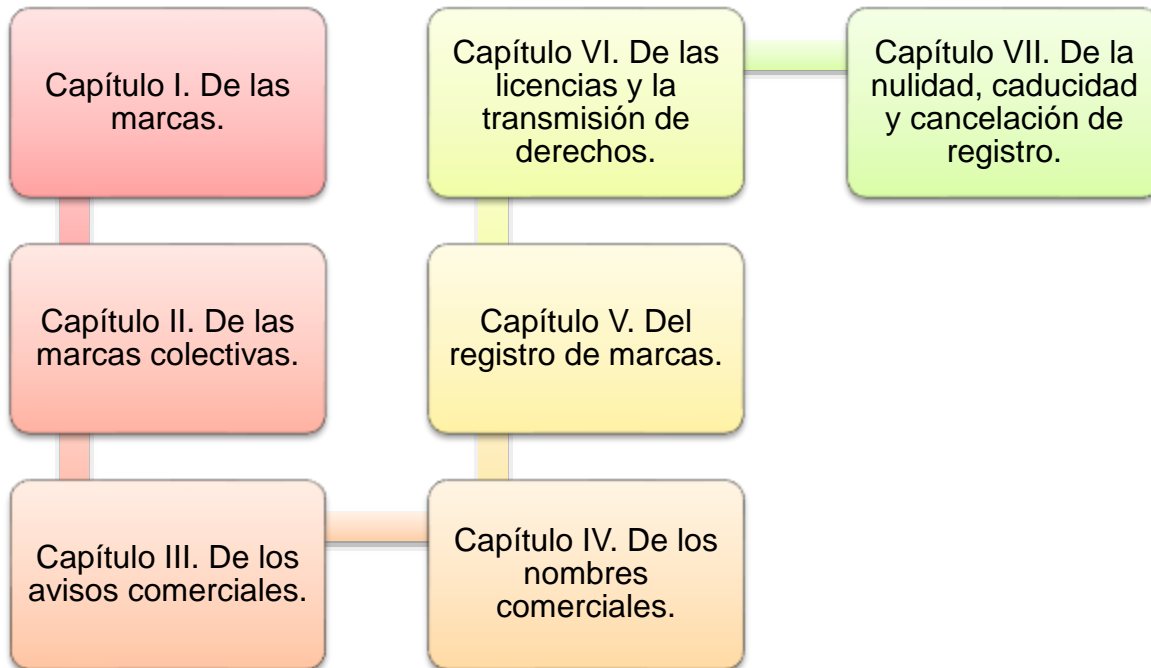 Capítulo I. De las
marcas.
Capítulo II. De las
marcas colectivas.
Capítulo III. De los
avisos comerciales.
Capítulo IV. De los
nombres
comerciales.
Capítulo V. Del
registro de marcas.
Capítulo VI. De las
licencias y la
transmisión de
derechos.
Capítulo VII. De la
nulidad, caducidad
y cancelación de
registro.